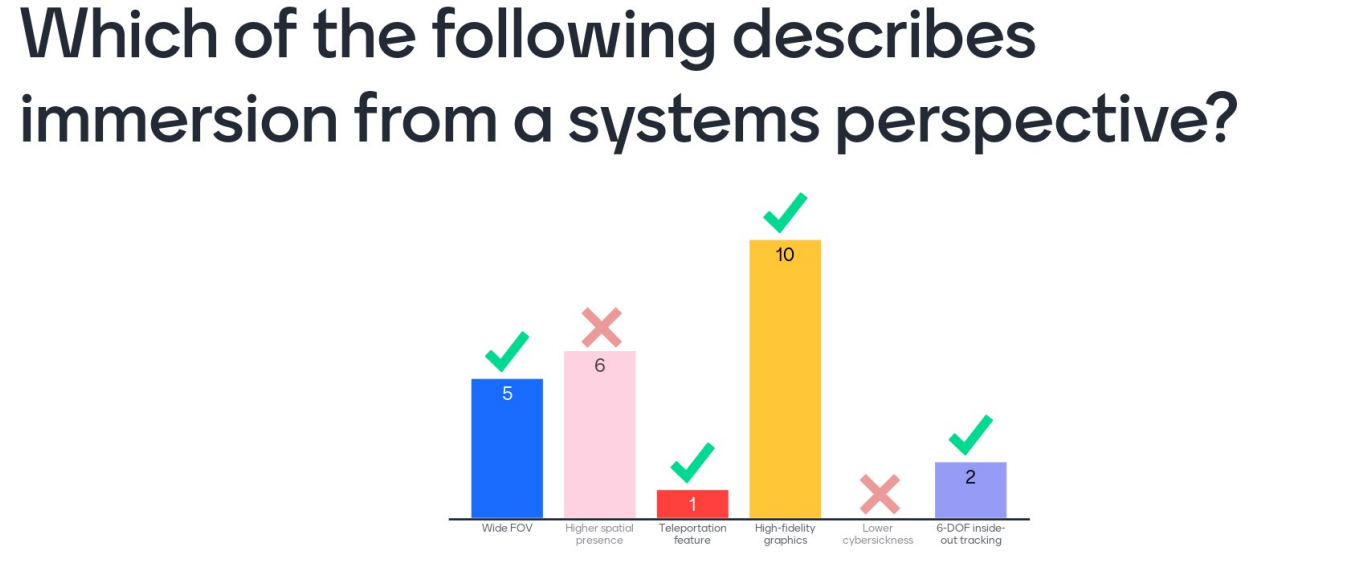 Which of the following describes
immersion from a systems perspective?
10
6
5
2
1
Wide FOV
Higher spatial
presence
Teleportation
feature
High-fidelity
graphics
Lower
cybersickness
6-DOF inside-
out tracking